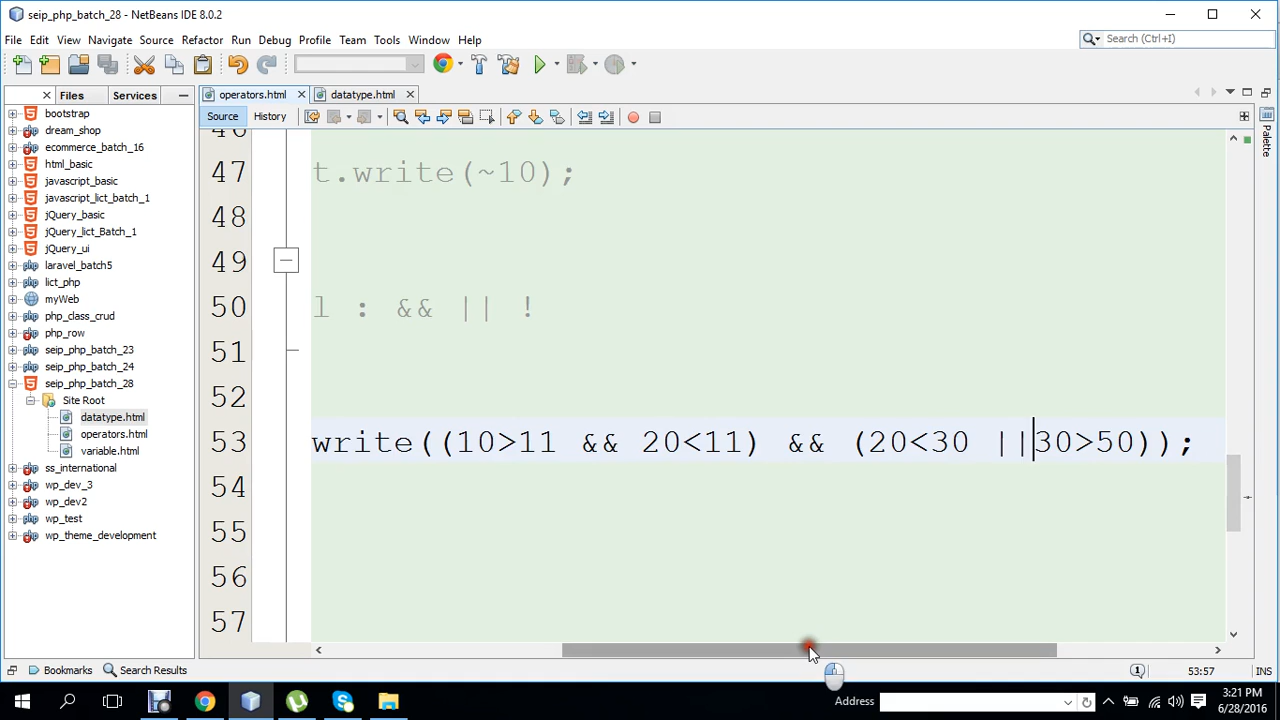 seip_php_batch_28 - NetBeans IDE 8.0.2
File Edit View Navigate Source Refactor Run Debug Profile Team Tools Window Help
Search (Ctrl+I)
Files Services
operators.html datatype.html
Source History
Palette
bootstrap
dream_shop
ecommerce_batch_16
html_basic
javascript_basic
javascript_lict_batch_1
jQuery_basic
jQuery_lict_Batch_1
jQuery_ui
laravel_batch5
lict_php
myWeb
php_class_crud
php_row
seip_php_batch_23
seip_php_batch_24
seip_php_batch_28
Site Root
datatype.html
operators.html
variable.html
ss_international
wp_dev_3
wp_dev2
wp_test
wp_theme_development
46
47 t.write(~10);
48
49
50 l : && || !
51
52
53 write((10>11 && 20<11) && (20<30 ||30>50));
54
55
56
57
Bookmarks Search Results
1 53:57 INS
Address
3:21 PM
6/28/2016